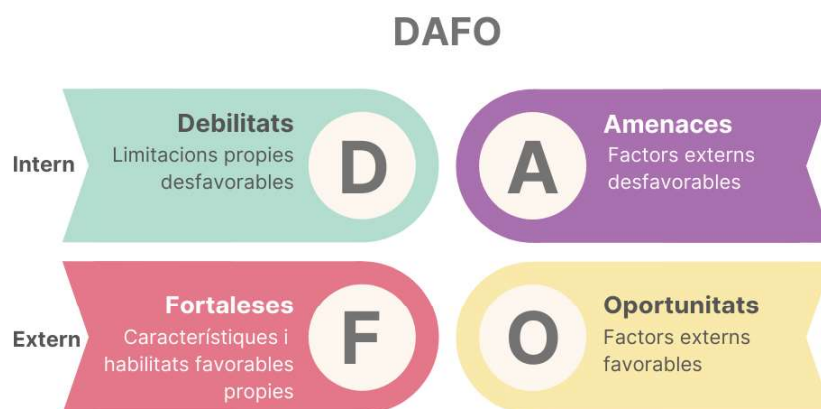 DAFO
Intern
Debilitats
Limitacions propies
desfavorables
D
A
Amenaces
Factors externs
desfavorables
Extern
Fortaleses
Característiques i
habilitats favorables
propies
F
O
Oportunitats
Factors externs
favorables